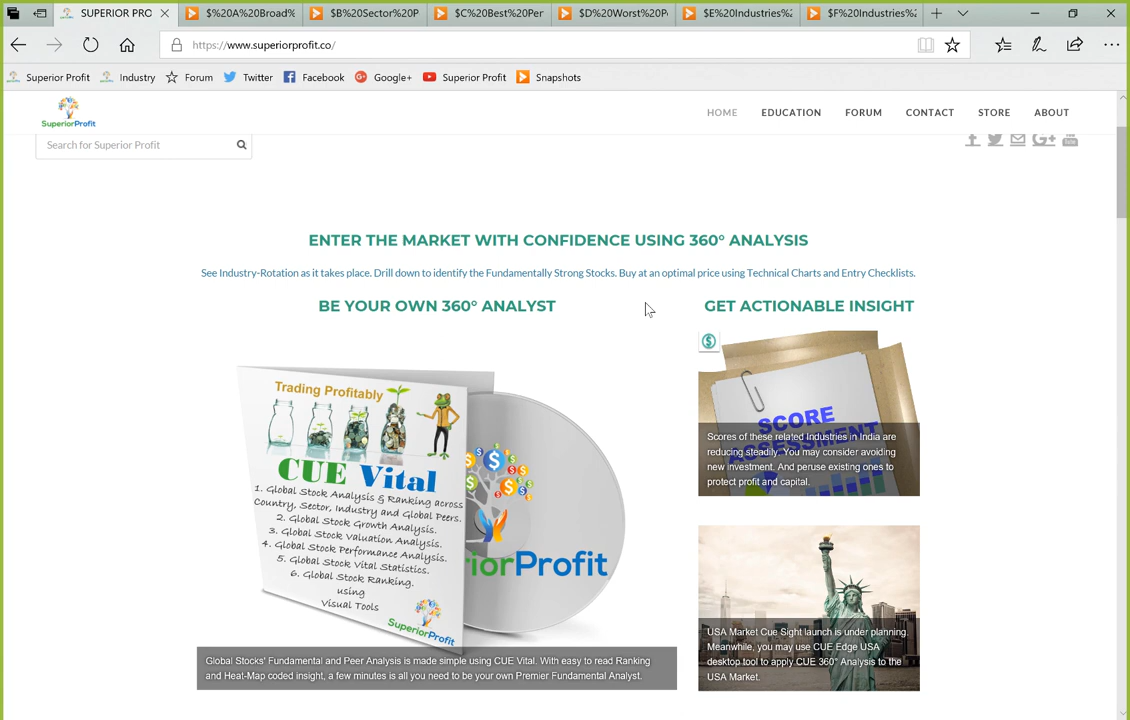 SUPERIOR PRO
$%20A%20Broad%
$%20B%20Sector%20P
$%20C%20Best%20Per
$%20D%20Worst%20P
$%20E%20Industries%2
$%20F%20Industries%2
https://www.superiorprofit.co/
Superior Profit
Industry
Forum
Twitter
Facebook
Google+
Superior Profit
Snapshots
SuperiorProfit
HOME
EDUCATION
FORUM
CONTACT
STORE
ABOUT
Search for Superior Profit
ENTER THE MARKET WITH CONFIDENCE USING 360° ANALYSIS
See Industry-Rotation as it takes place. Drill down to identify the Fundamentally Strong Stocks. Buy at an optimal price using Technical Charts and Entry Checklists.
BE YOUR OWN 360° ANALYST
Trading Profitably
CUE Vital
1. Global Stock Analysis & Ranking across
Country, Sector, Industry and Global Peers.
2. Global Stock Growth Analysis.
3. Global Stock Valuation Analysis.
4. Global Stock Performance Analysis.
5. Global Stock Vital Statistics.
6. Global Stock Ranking.
using
Visual Tools
SuperiorProfit
iorProfit
Global Stocks' Fundamental and Peer Analysis is made simple using CUE Vital. With easy to read Ranking
and Heat-Map coded insight, a few minutes is all you need to be your own Premier Fundamental Analyst.
GET ACTIONABLE INSIGHT
SCORE
ASSESSMENT
Scores of these related Industries in India are
reducing steadily. You may consider avoiding
new investment. And peruse existing ones to
protect profit and capital.
USA Market Cue Sight launch is under planning.
Meanwhile, you may use CUE Edge USA
desktop tool to apply CUE 360° Analysis to the
USA Market.